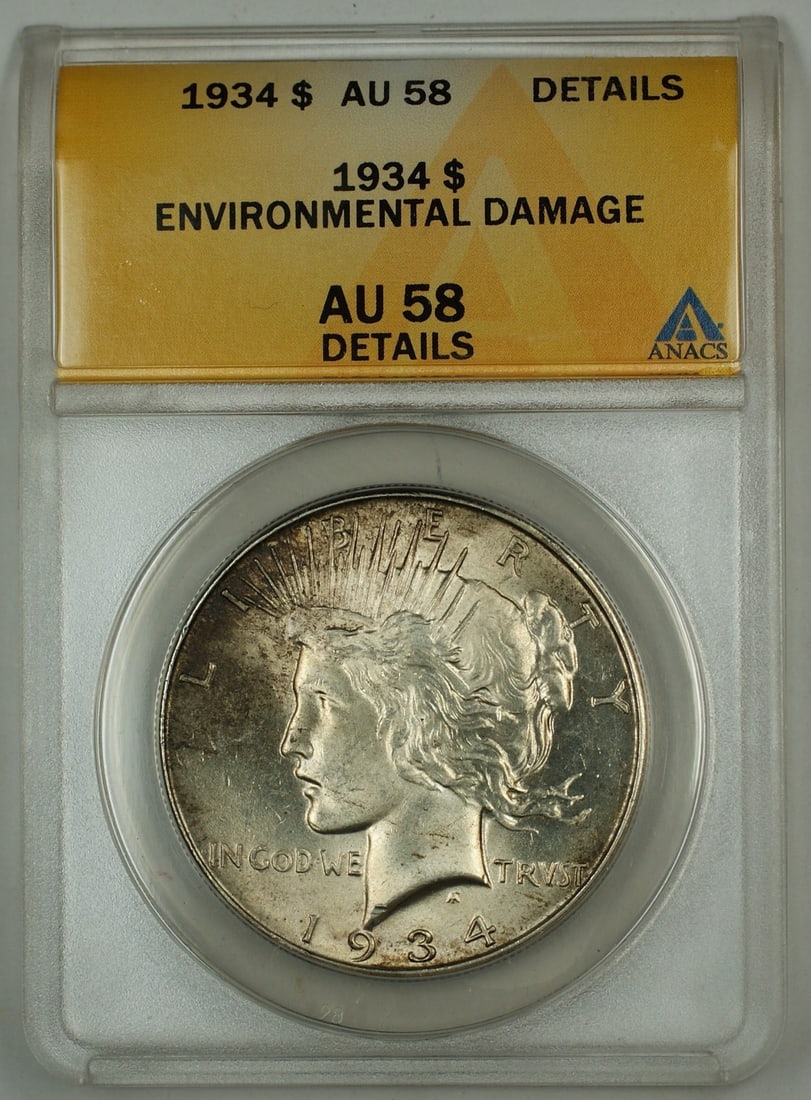 1934 $ AU 58 DETAILS
1934 $
ENVIRONMENTAL DAMAGE
AU 58
DETAILS
ANACS
LIBERTY
IN GOD WE TRVST
1934